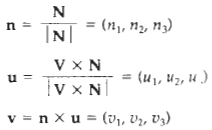 n = N / |N| = (n₁, n₂, n₃)
u = V × N / |V × N| = (u₁, u₂, u )
v = n × u = (v₁, v₂, v₃)